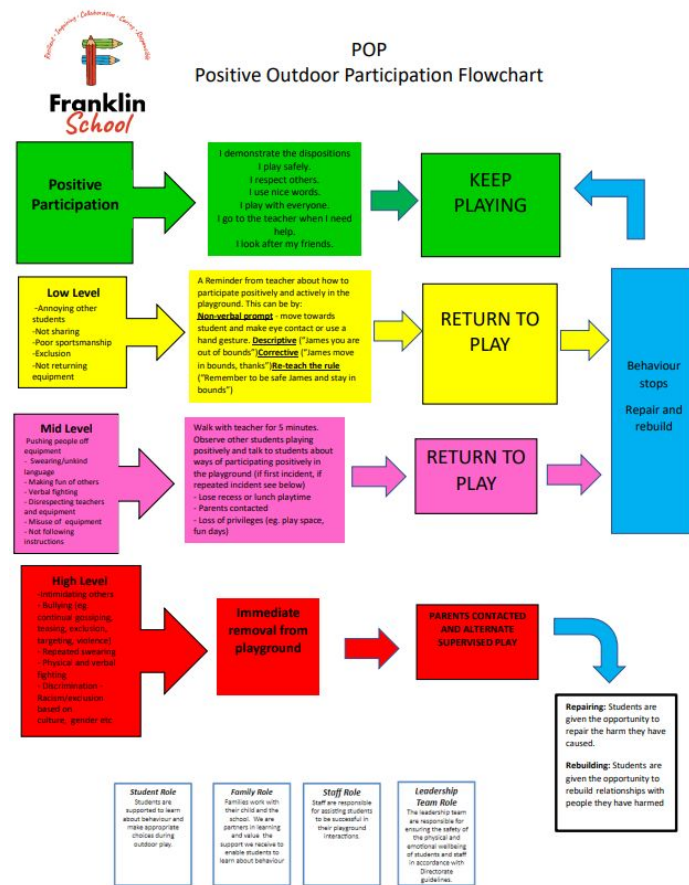 Resilient - Inquiring - Collaborative - Caring - Responsible
Franklin
School
POP
Positive Outdoor Participation Flowchart
Positive
Participation
I demonstrate the dispositions
I play safely.
I respect others.
I use nice words.
I play with everyone.
I go to the teacher when I need
help.
I look after my friends.
KEEP
PLAYING
Low Level
-Annoying other
students
-Not sharing
-Poor sportsmanship
-Exclusion
-Not returning
equipment
A Reminder from teacher about how to
participate positively and actively in the
playground. This can be by:
Non-verbal prompt - move towards
student and make eye contact or use a
hand gesture. Descriptive ("James you are
out of bounds")Corrective ("James move
in bounds, thanks")Re-teach the rule
("Remember to be safe James and stay in
bounds")
RETURN TO
PLAY
Behaviour
stops
Repair and
rebuild
Mid Level
Pushing people off
equipment
- Swearing/unkind
language
- Making fun of others
- Verbal fighting
- Disrespecting teachers
and equipment
- Misuse of equipment
- Not following
instructions
Walk with teacher for 5 minutes.
Observe other students playing
positively and talk to students about
ways of participating positively in
the playground (if first incident, if
repeated incident see below)
- Lose recess or lunch playtime
- Parents contacted
- Loss of privileges (eg. play space,
fun days)
RETURN TO
PLAY
High Level
-Intimidating others
- Bullying (eg.
continual gossiping,
teasing, exclusion,
targeting, violence)
- Repeated swearing
- Physical and verbal
fighting
- Discrimination -
Racism/exclusion
based on
culture, gender etc
Immediate
removal from
playground
PARENTS CONTACTED
AND ALTERNATE
SUPERVISED PLAY
Repairing: Students are
given the opportunity to
repair the harm they have
caused.
Rebuilding: Students are
given the opportunity to
rebuild relationships with
people they have harmed
Student Role
Students are
supported to learn
about behaviour and
make appropriate
choices during
outdoor play.
Family Role
Families work with
their child and the
school. We are
partners in learning
and value the
support we receive to
enable students to
learn about behaviour
Staff Role
Staff are responsible
for assisting students
to be successful in
their playground
interactions.
Leadership
Team Role
The leadership team
are responsible for
ensuring the safety of
the physical and
emotional wellbeing
of students and staff
in accordance with
Directorate
guidelines.